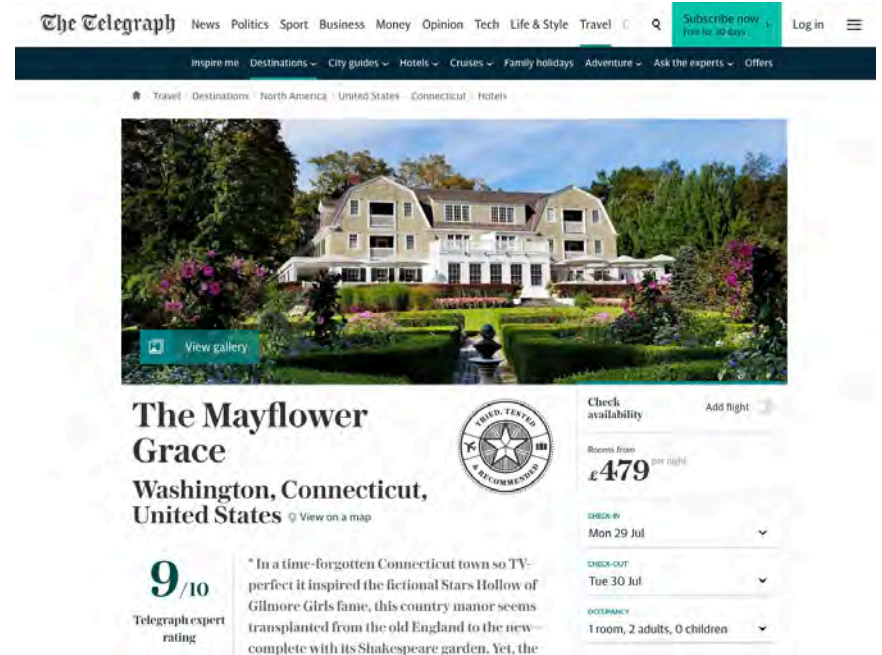 The Telegraph News Politics Sport Business Money Opinion Tech Life & Style Travel Subscribe now Log in
Free for 30 days
Inspire me Destinations City guides Hotels Cruises Family holidays Adventure Ask the experts Offers
Travel Destinations North America United States Connecticut Hotels
View gallery
The Mayflower
Grace
Washington, Connecticut,
United States View on a map
TRIED, TESTED
& RECOMMENDED
9/10
Telegraph expert
rating
" In a time-forgotten Connecticut town so TV-
perfect it inspired the fictional Stars Hollow of
Gilmore Girls fame, this country manor seems
transplanted from the old England to the new –
complete with its Shakespeare garden. Yet, the
Check
availability
Add flight
Rooms from
£479 per night
CHECK-IN
Mon 29 Jul
CHECK-OUT
Tue 30 Jul
OCCUPANCY
1 room, 2 adults, 0 children